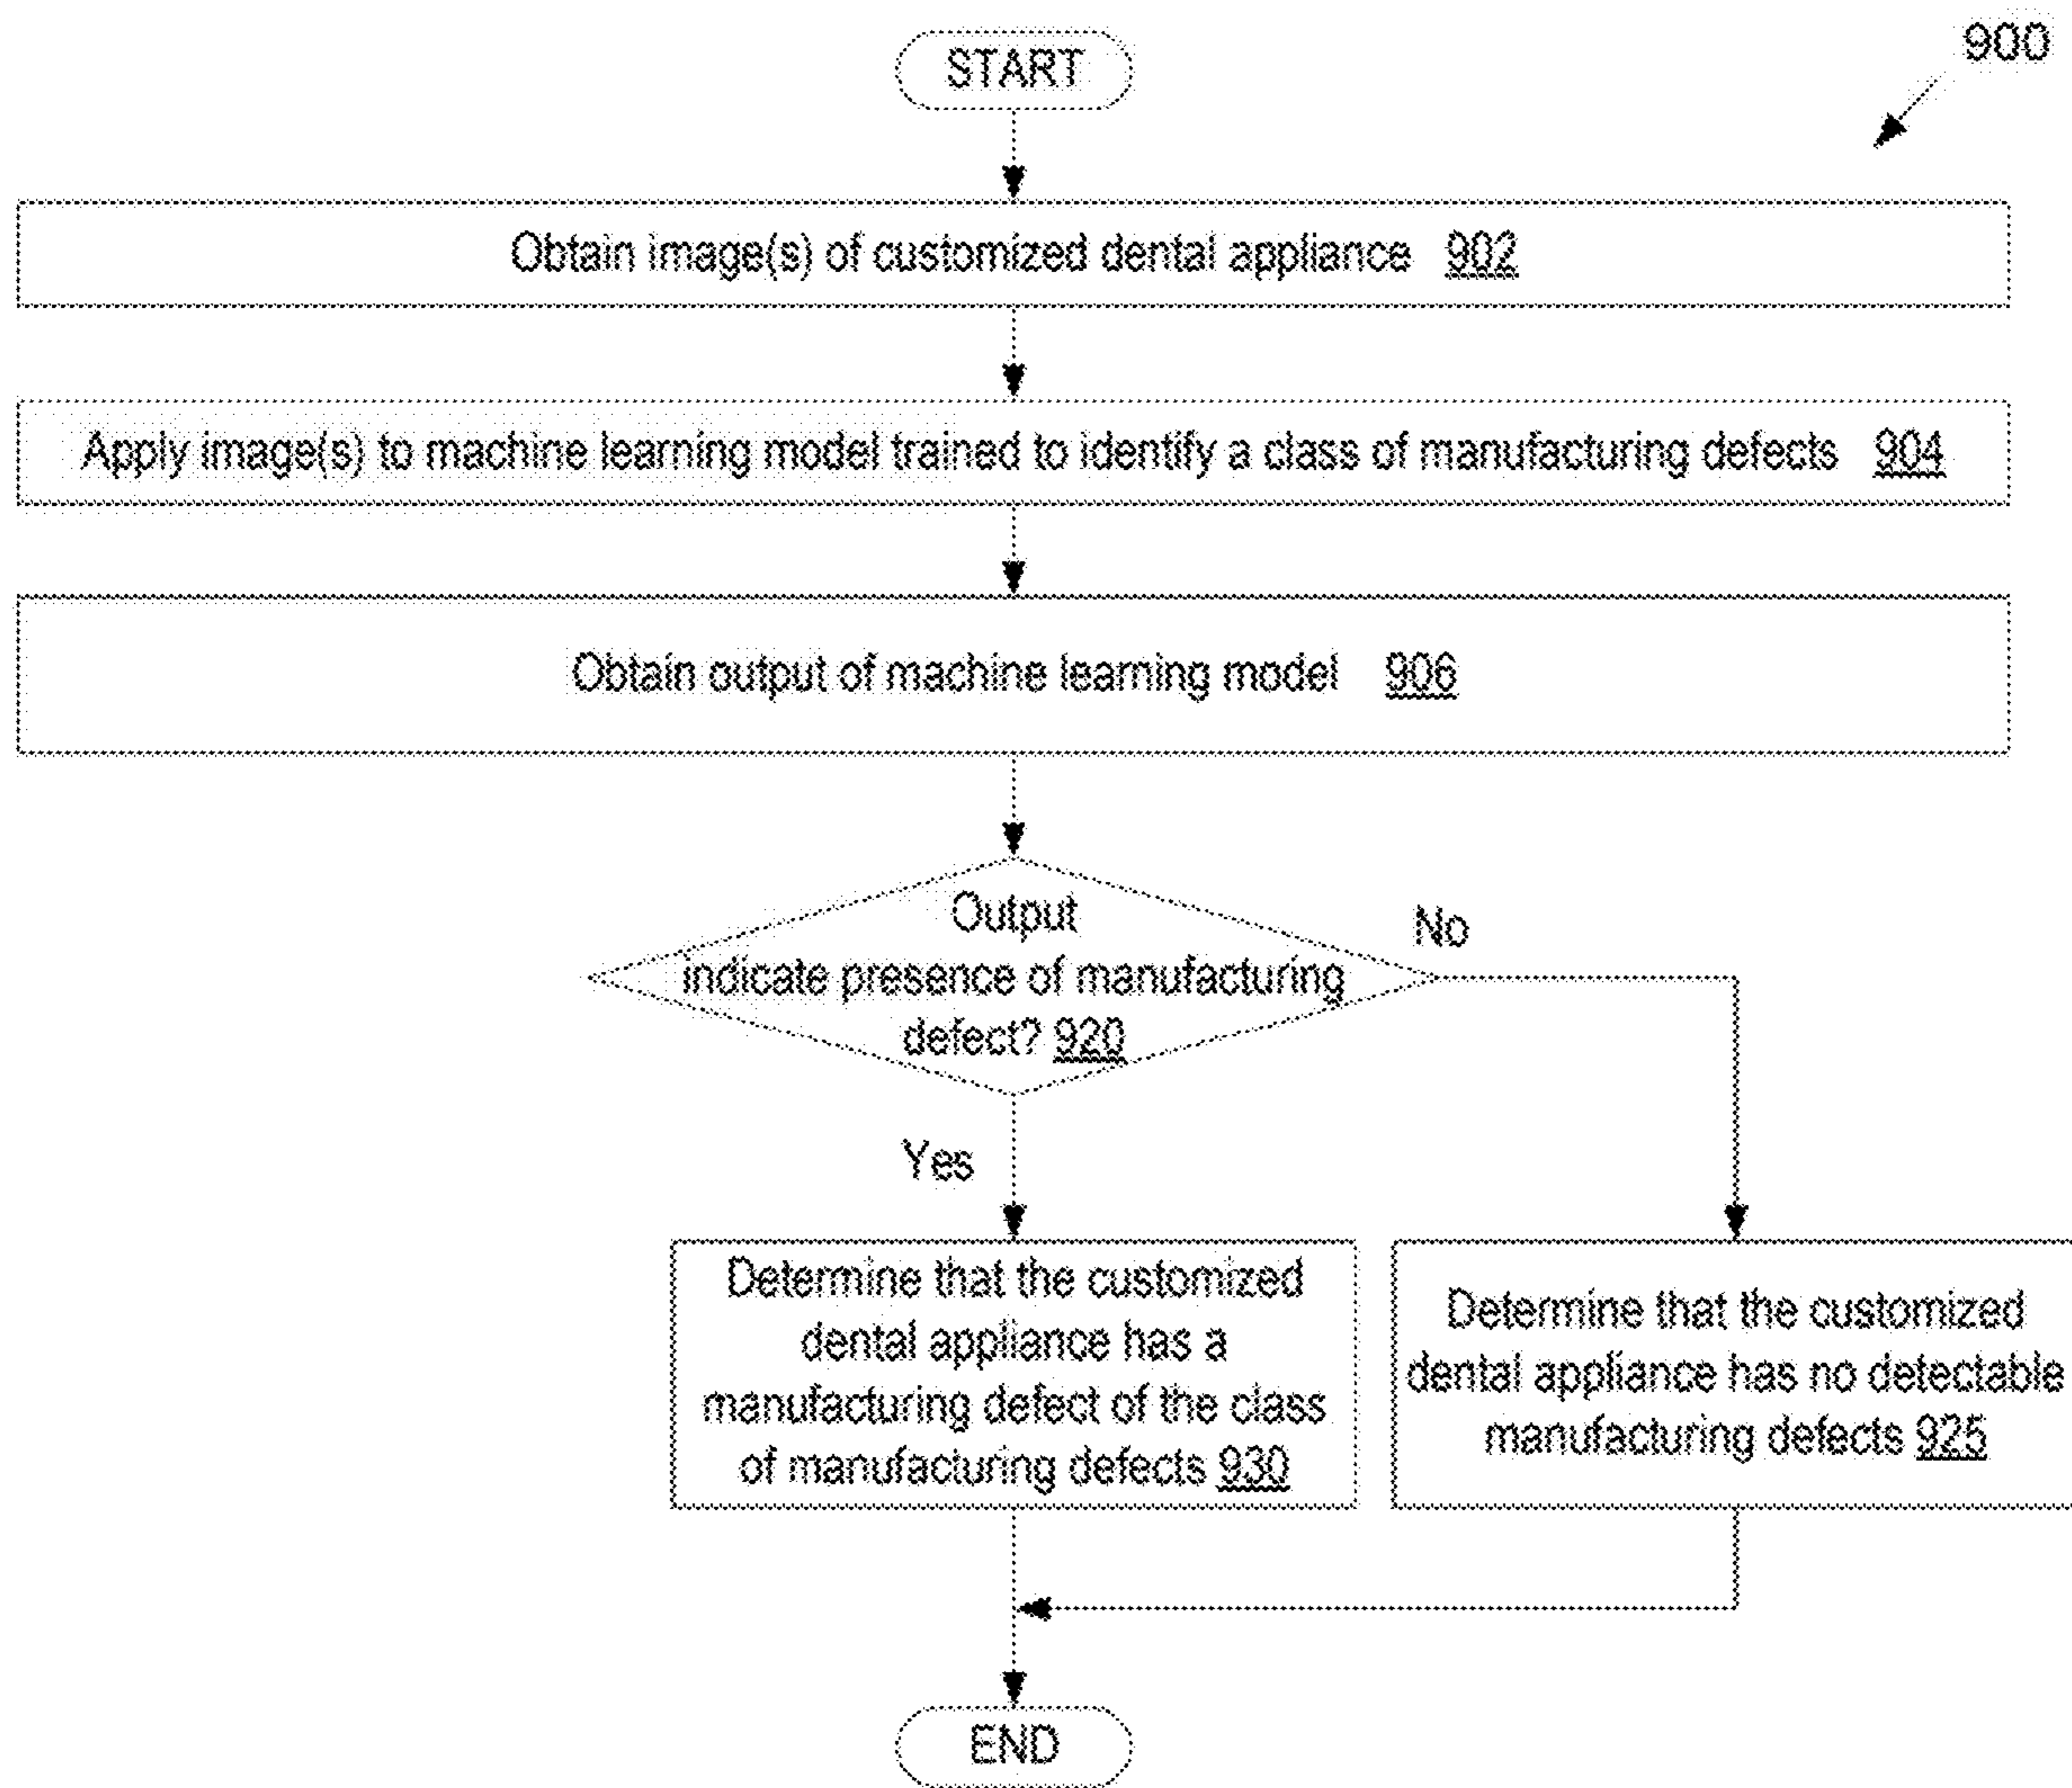 START
900
Obtain image(s) of customized dental appliance 902
Apply image(s) to machine learning model trained to identify a class of manufacturing defects 904
Obtain output of machine learning model 906
Output
indicate presence of manufacturing
defect? 920
No
Yes
Determine that the customized
dental appliance has a
manufacturing defect of the class
of manufacturing defects 930
Determine that the customized
dental appliance has no detectable
manufacturing defects 925
END